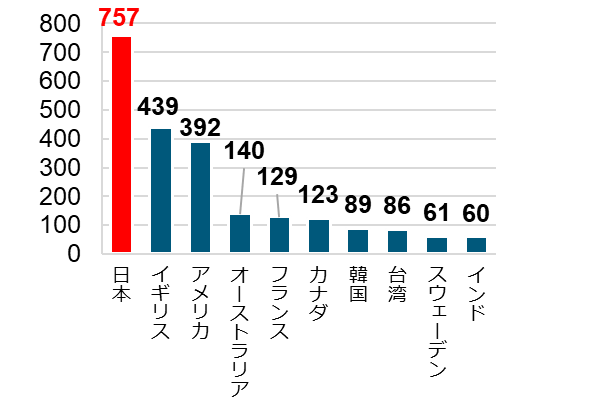 800
700
600
500
400
300
200
100
0
757
439
392
140
129
123
89
86
61
60
日本
イギリス
アメリカ
オーストラリア
フランス
カナダ
韓国
台湾
スウェーデン
インド